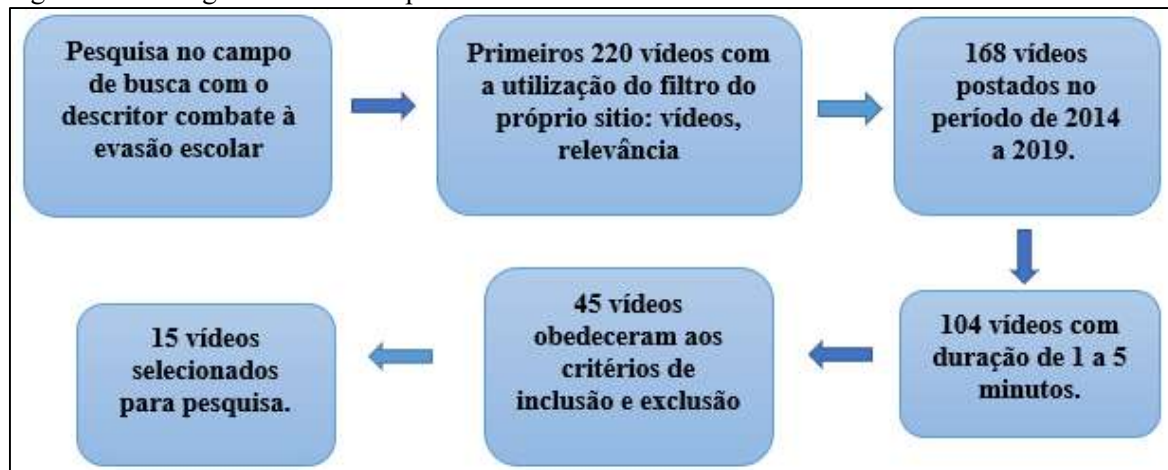 Pesquisa no campo
de busca com o
descritor combate à
evasão escolar
Primeiros 220 vídeos com
a utilização do filtro do
próprio sitio: vídeos,
relevância
168 vídeos
postados no
período de 2014
a 2019.
104 vídeos com
duração de 1 a 5
minutos.
45 vídeos
obedeceram aos
critérios de
inclusão e exclusão
15 vídeos
selecionados
para pesquisa.